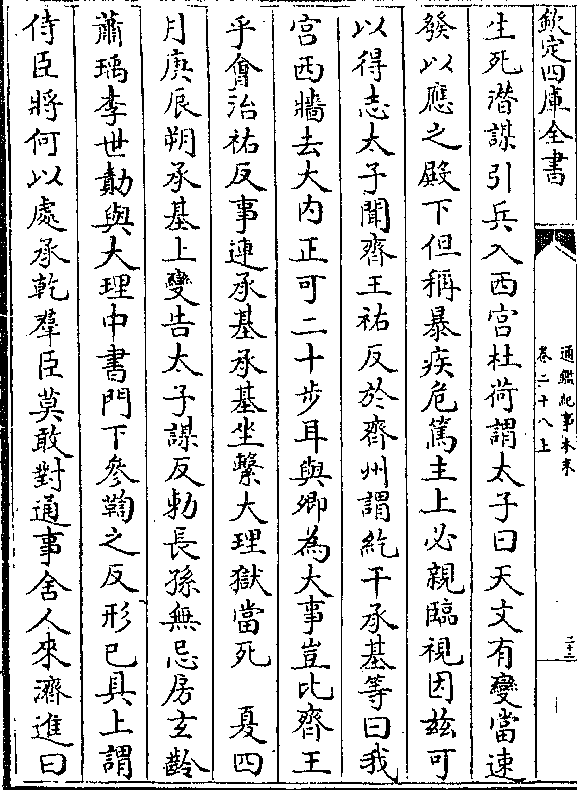 欽定四庫全書
通鑑紀事本末
卷二十八上
二十三
生死潛謀引兵入西宮杜荷謂太子曰天文有變當速
發以應之殿下但稱暴疾危篤主上必親臨視因茲可
以得志太子聞齊王祐反於齊州謂紇干承基等曰我
宮西牆去大内正可二十步耳與卿為大事豈比齊王
乎會治祐反事連承基承基坐繫大理獄當死　夏四
月庚辰朔承基上變告太子謀反勅長孫無忌房玄齡
蕭瑀李世勣與大理中書門下參鞫之反形已具上謂
侍臣將何以處承乾羣臣莫敢對通事舍人來濟進曰